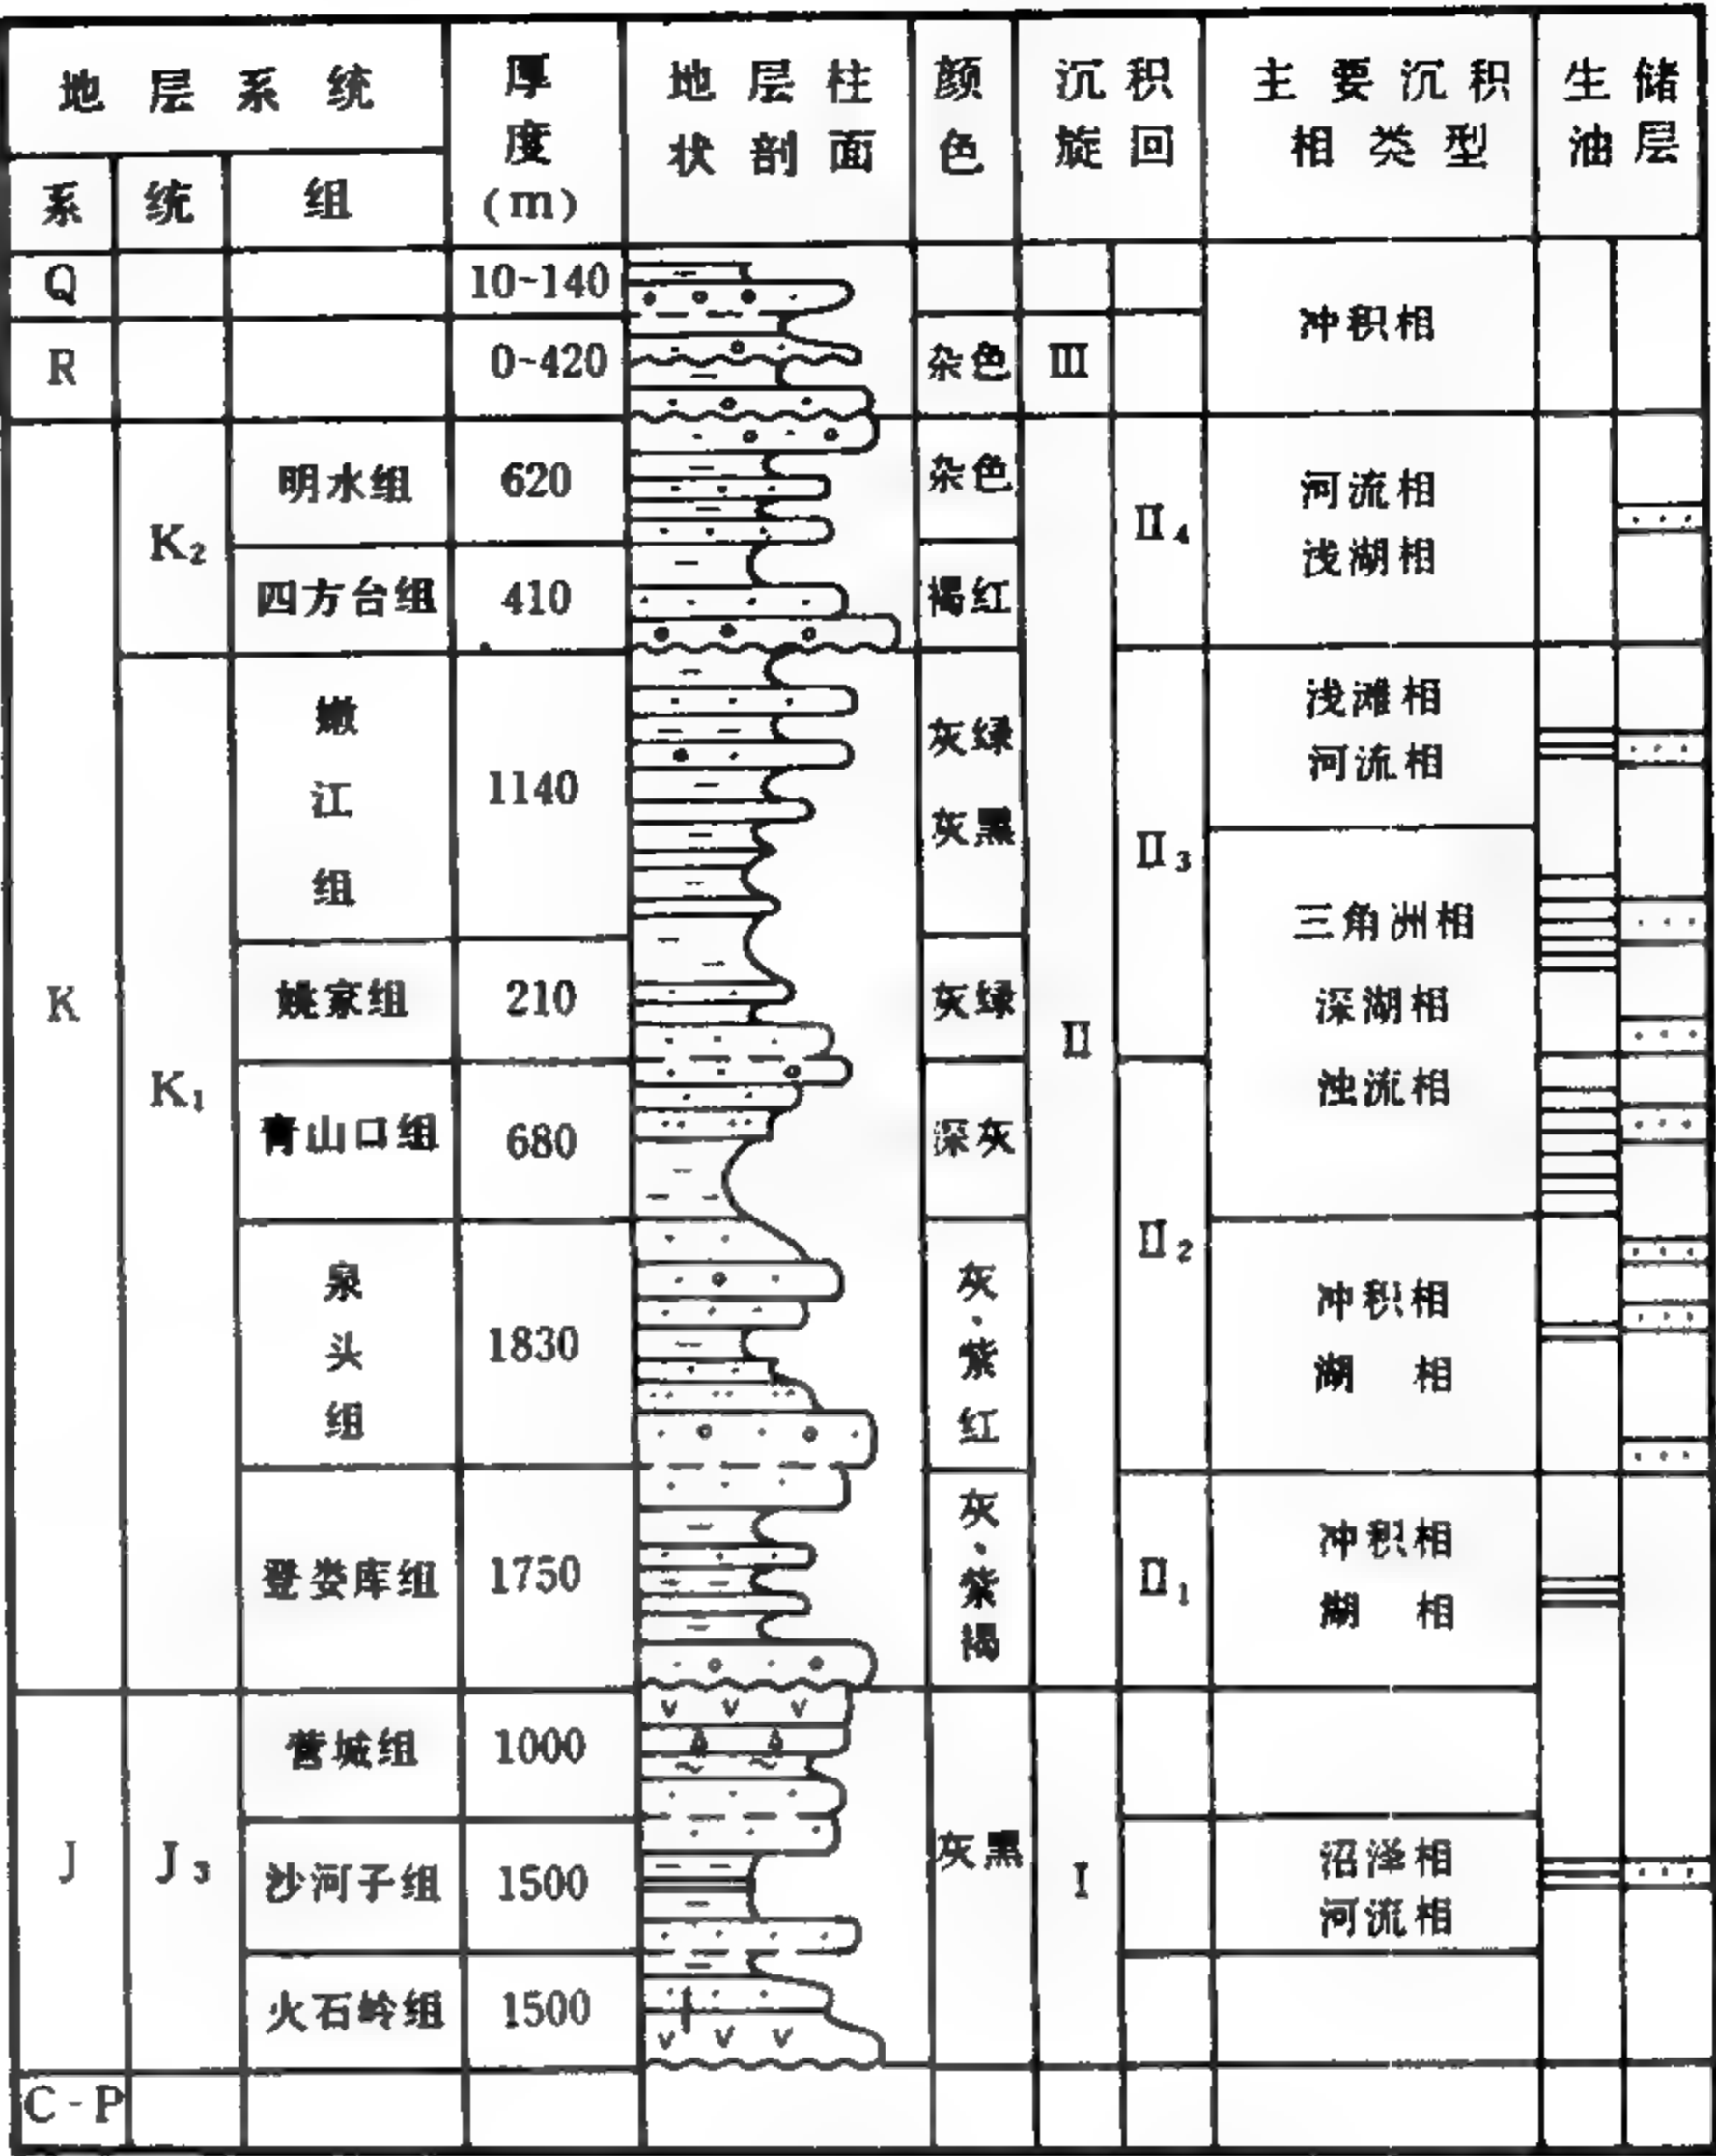 地层系统
厚度(m)
地层柱状剖面
颜色
沉积旋回
主要沉积相类型
生储油层
系
统
组
Q
10-140
冲积相
R
0-420
杂色
III
K
K₂
明水组
620
杂色
II
II₄
河流相
浅湖相
四方台组
410
褐红
K₁
嫩江组
1140
灰绿
灰黑
II₃
浅滩相
河流相
三角洲相
深湖相
浊流相
姚家组
210
灰绿
青山口组
680
深灰
II₂
泉头组
1830
灰、紫红
冲积相
湖 相
登娄库组
1750
灰、紫褐
II₁
冲积相
湖 相
J
J₃
营城组
1000
灰黑
I
沙河子组
1500
沼泽相
河流相
火石岭组
1500
C-P